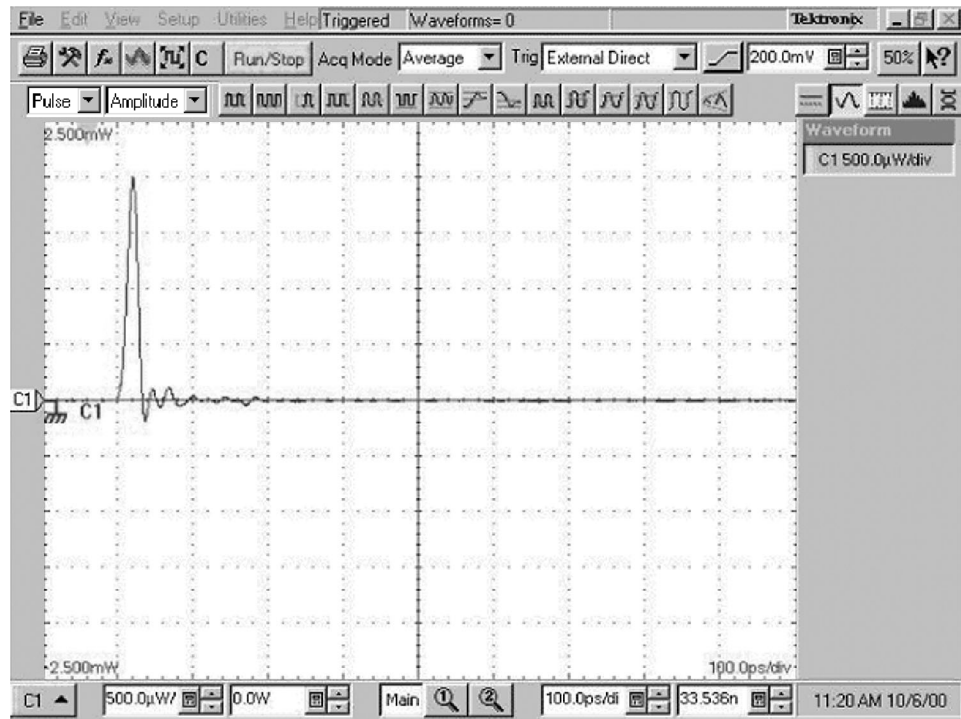 File Edit View Setup Utilities Help Triggered Waveforms= 0 Tektronix
C Run/Stop Acq Mode Average Trig External Direct 200.0mV 50%
Pulse Amplitude
2.500mW
Waveform
C1 500.0µW/div
C1
C1
-2.500mW
100.0ps/div
C1 500.0µW/ 0.0W Main 1 2 100.0ps/di 33.536n 11:20 AM 10/6/00